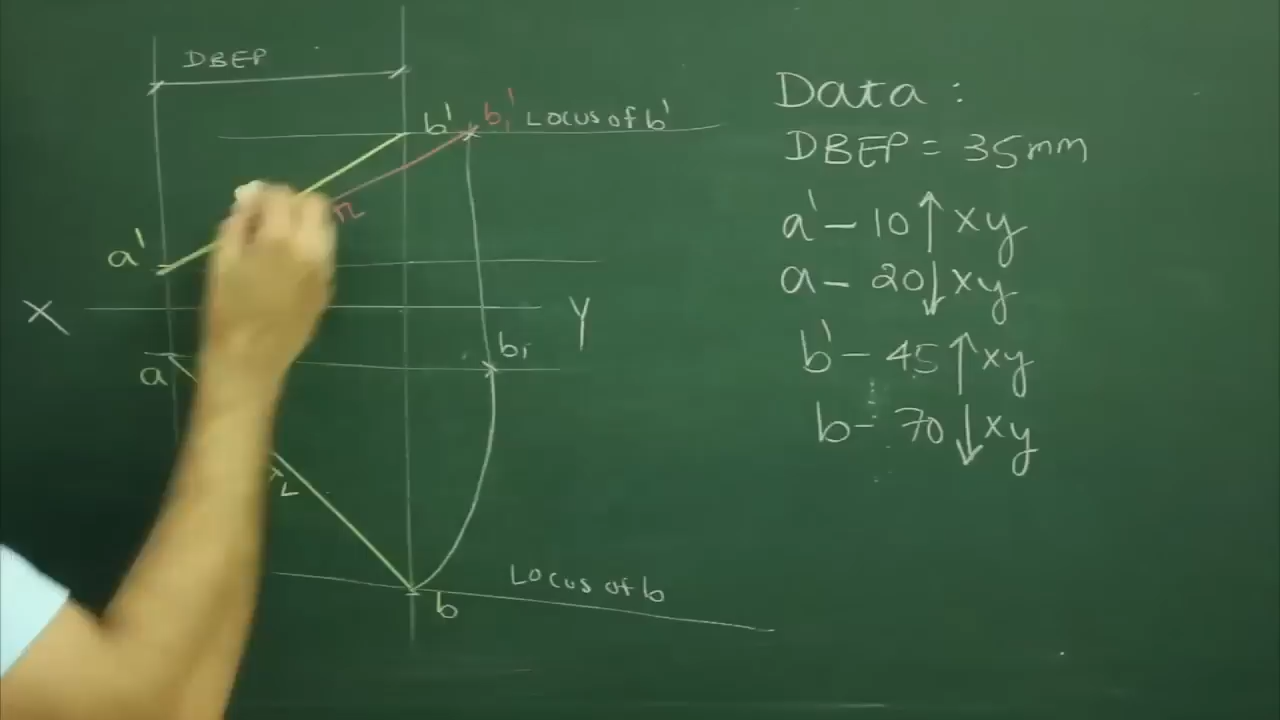 DBEP
b' b₁' Locus of b'
a'
X Y
a b₁
Locus of b
b
Data :
DBEP = 35mm
a' - 10 ↑ xy
a - 20 ↓ xy
b' - 45 ↑ xy
b - 70 ↓ xy